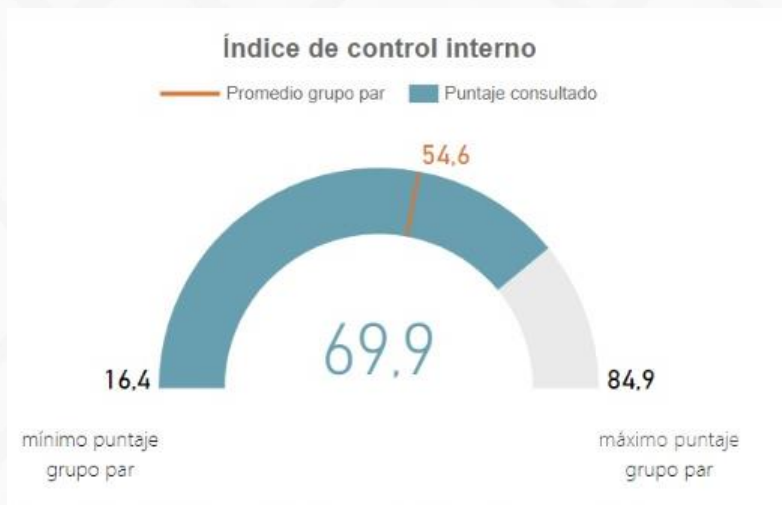 Índice de control interno
Promedio grupo par
Puntaje consultado
54,6
69,9
16,4
84,9
mínimo puntaje
grupo par
máximo puntaje
grupo par